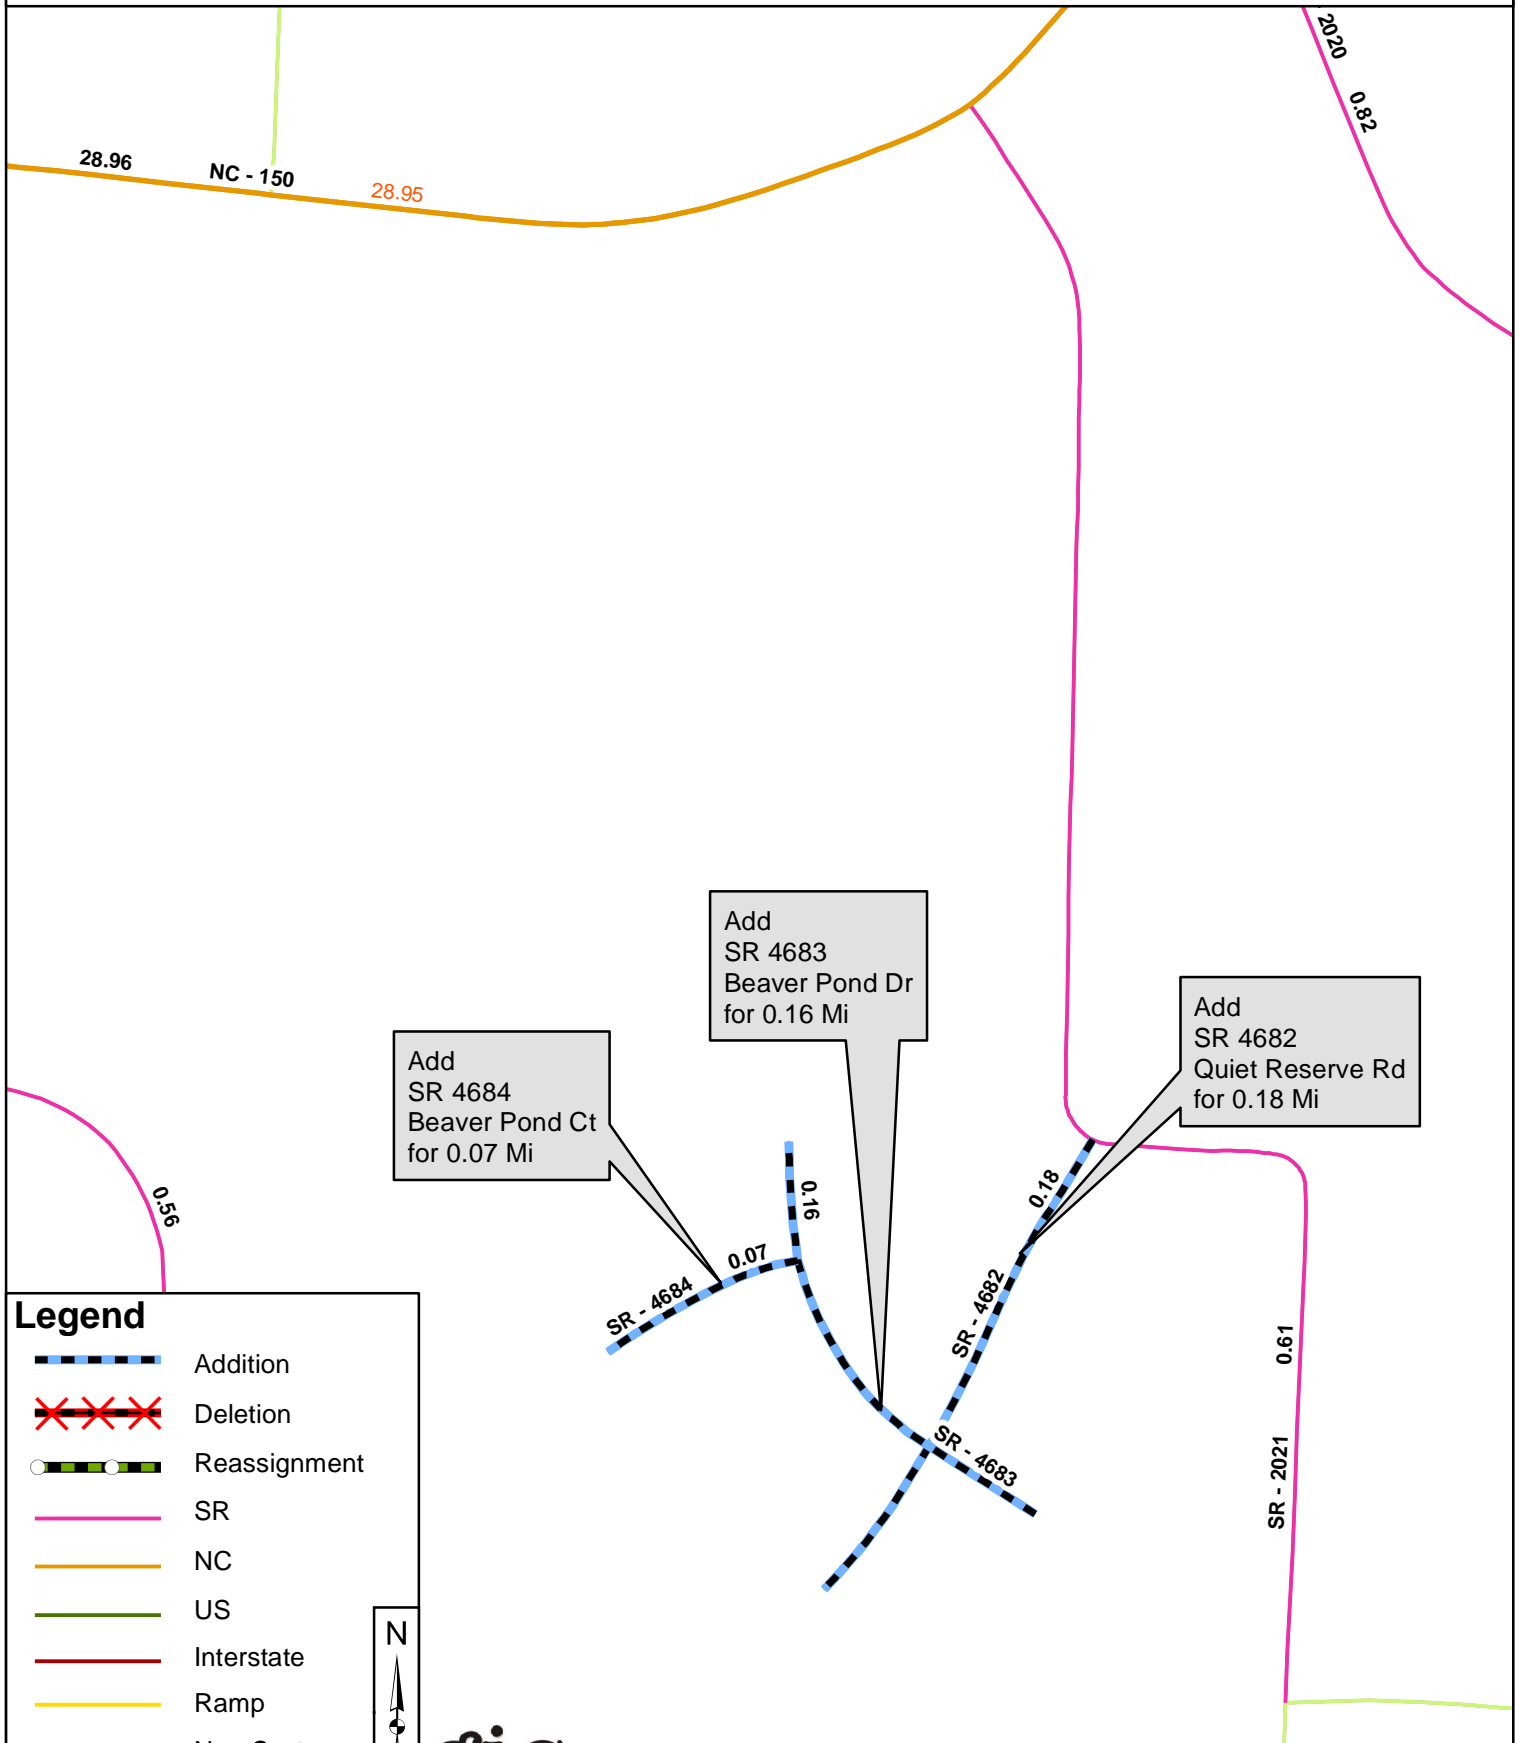 2020
0.82
28.96
NC - 150
28.95
Add
SR 4683
Beaver Pond Dr
for 0.16 Mi
Add
SR 4682
Quiet Reserve Rd
for 0.18 Mi
Add
SR 4684
Beaver Pond Ct
for 0.07 Mi
0.16
0.18
0.56
0.07
SR - 4684
SR - 4682
0.61
SR - 4683
SR - 2021
Legend
Addition
Deletion
Reassignment
SR
NC
US
Interstate
Ramp
N